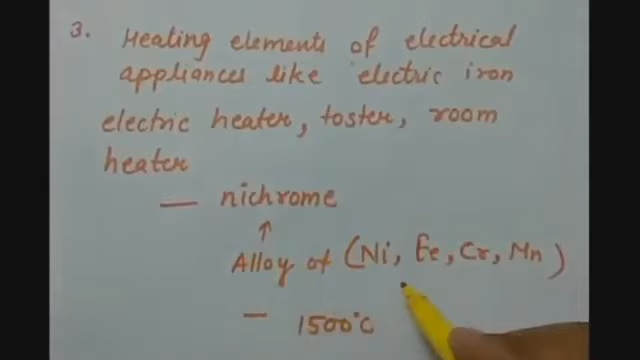 3. Heating elements of electrical
appliances like electric iron
electric heater, toster, room
heater
— nichrome
↑
Alloy of (Ni, Fe, Cr, Mn)
— 1500°C